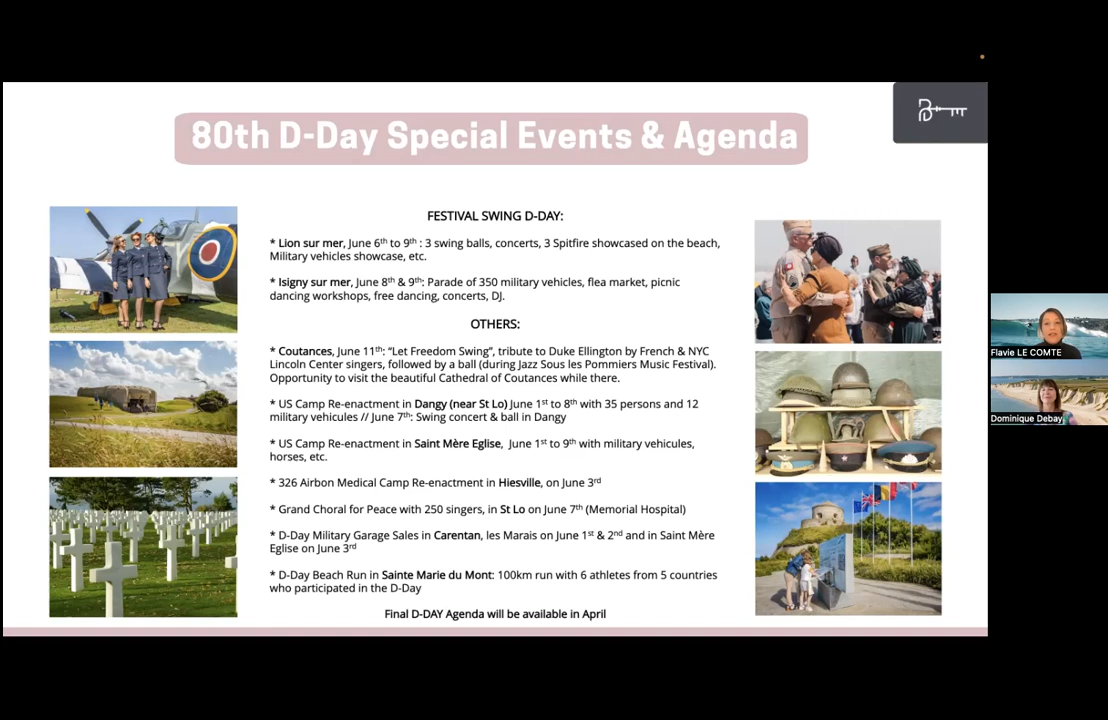 80th D-Day Special Events & Agenda
FESTIVAL SWING D-DAY:
* Lion sur mer, June 6th to 9th : 3 swing balls, concerts, 3 Spitfire showcased on the beach,
Military vehicles showcase, etc.
* Isigny sur mer, June 8th & 9th: Parade of 350 military vehicles, flea market, picnic
dancing workshops, free dancing, concerts, DJ.
OTHERS:
* Coutances, June 11th: “Let Freedom Swing”, tribute to Duke Ellington by French & NYC
Lincoln Center singers, followed by a ball (during Jazz Sous les Pommiers Music Festival).
Opportunity to visit the beautiful Cathedral of Coutances while there.
* US Camp Re-enactment in Dangy (near St Lo) June 1st to 8th with 35 persons and 12
military vehicules // June 7th: Swing concert & ball in Dangy
* US Camp Re-enactment in Saint Mère Eglise, June 1st to 9th with military vehicules,
horses, etc.
* 326 Airbon Medical Camp Re-enactment in Hiesville, on June 3rd
* Grand Choral for Peace with 250 singers, in St Lo on June 7th (Memorial Hospital)
* D-Day Military Garage Sales in Carentan, les Marais on June 1st & 2nd and in Saint Mère
Eglise on June 3rd
* D-Day Beach Run in Sainte Marie du Mont: 100km run with 6 athletes from 5 countries
who participated in the D-Day
Final D-DAY Agenda will be available in April
Flavie LE COMTE
Dominique Debay